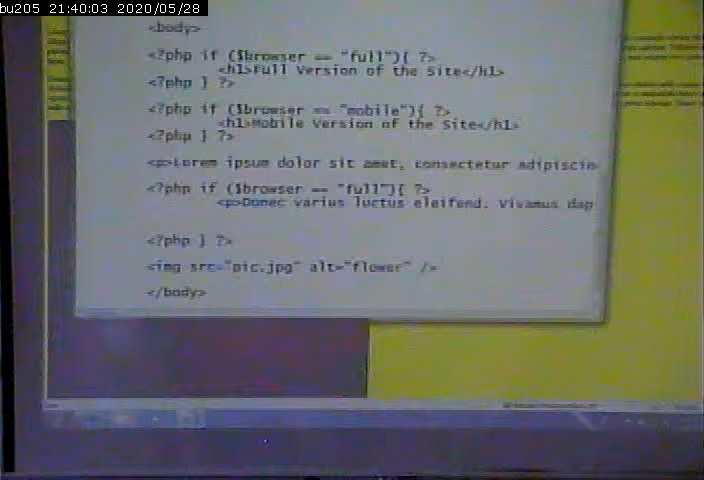 bu205 21:40:03 2020/05/28
<body>
<?php if ($browser == "full"){ ?>
<h1>Full Version of the Site</h1>
<?php } ?>
<?php if ($browser == "mobile"){ ?>
<h1>Mobile Version of the Site</h1>
<?php } ?>
<p>Lorem ipsum dolor sit amet, consectetur adipiscin
<?php if ($browser == "full"){ ?>
<p>Donec varius luctus eleifend. Vivamus dap
<?php } ?>
<img src="pic.jpg" alt="flower" />
</body>